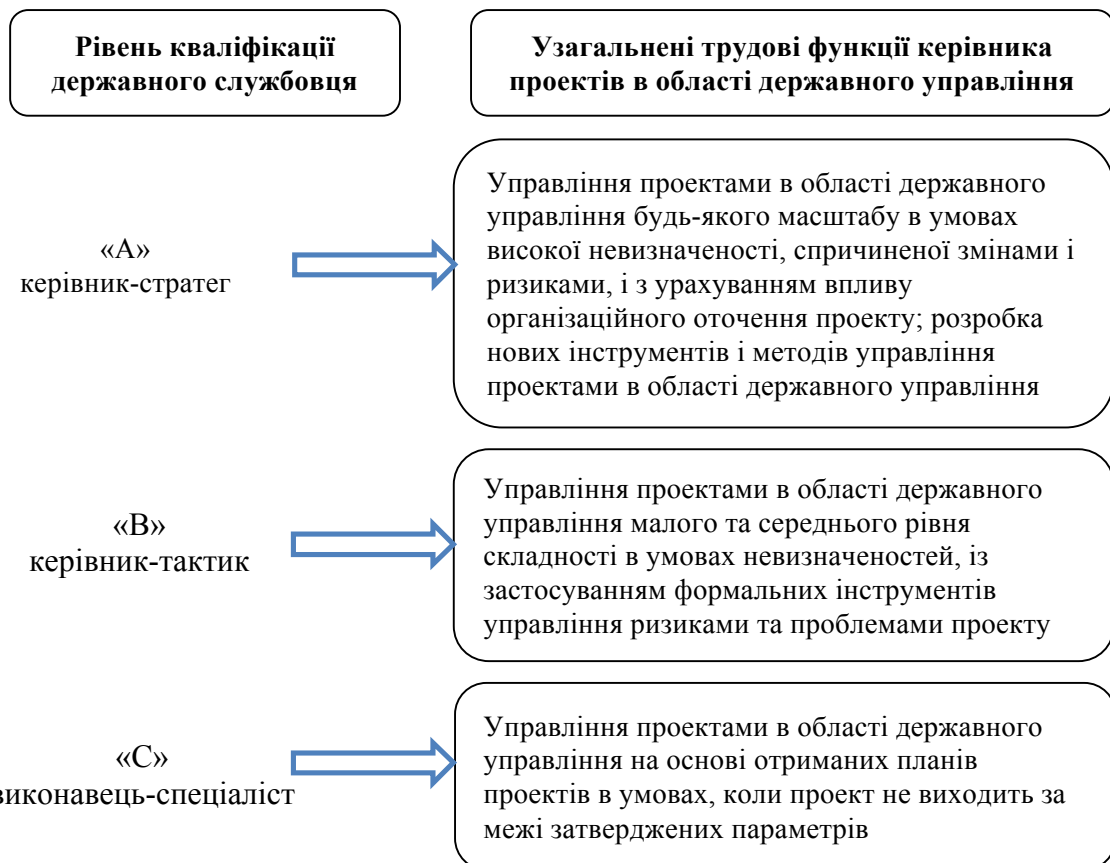 Рівень кваліфікації
державного службовця
Узагальнені трудові функції керівника
проектів в області державного управління
«А»
керівник-стратег
Управління проектами в області державного
управління будь-якого масштабу в умовах
високої невизначеності, спричиненої змінами і
ризиками, і з урахуванням впливу
організаційного оточення проекту; розробка
нових інструментів і методів управління
проектами в області державного управління
«В»
керівник-тактик
Управління проектами в області державного
управління малого та середнього рівня
складності в умовах невизначеностей, із
застосуванням формальних інструментів
управління ризиками та проблемами проекту
«С»
виконавець-спеціаліст
Управління проектами в області державного
управління на основі отриманих планів
проектів в умовах, коли проект не виходить за
межі затверджених параметрів